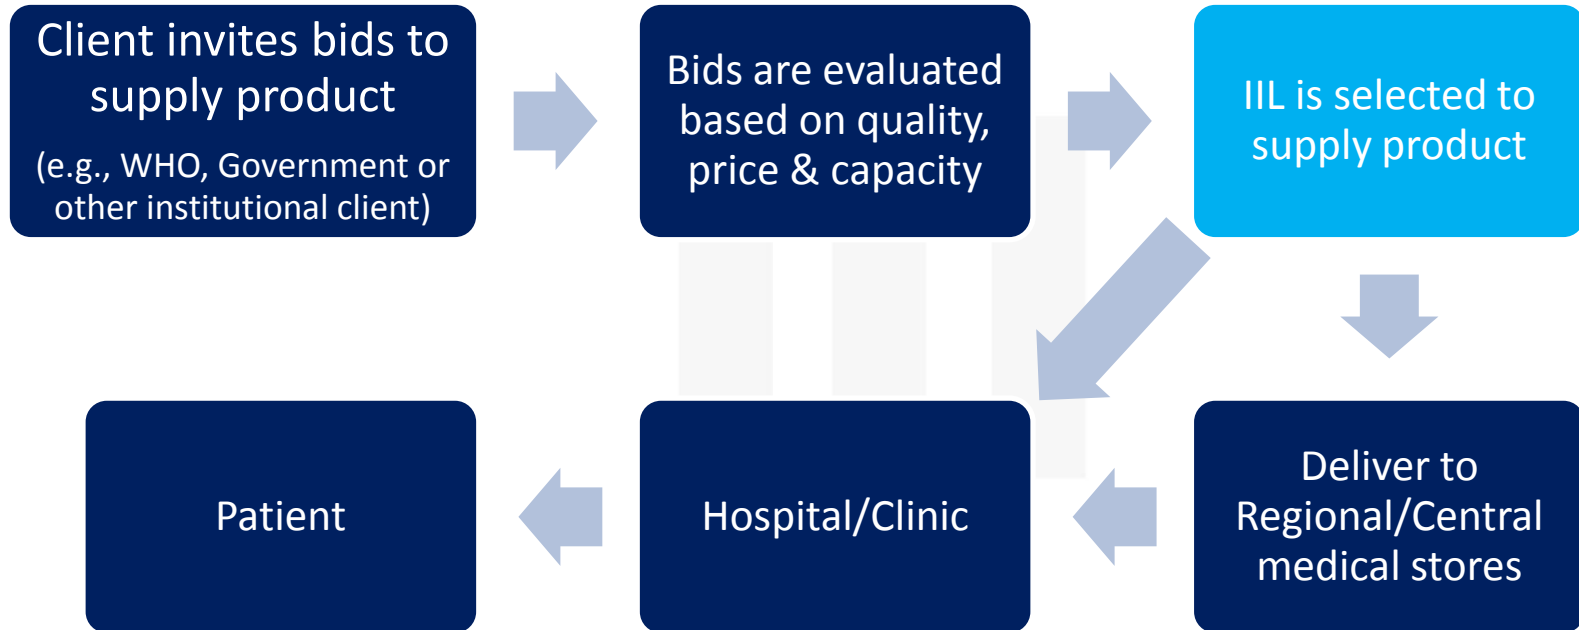 Client invites bids to
supply product
(e.g., WHO, Government or
other institutional client)
Bids are evaluated
based on quality,
price & capacity
IIL is selected to
supply product
Patient
Hospital/Clinic
Deliver to
Regional/Central
medical stores